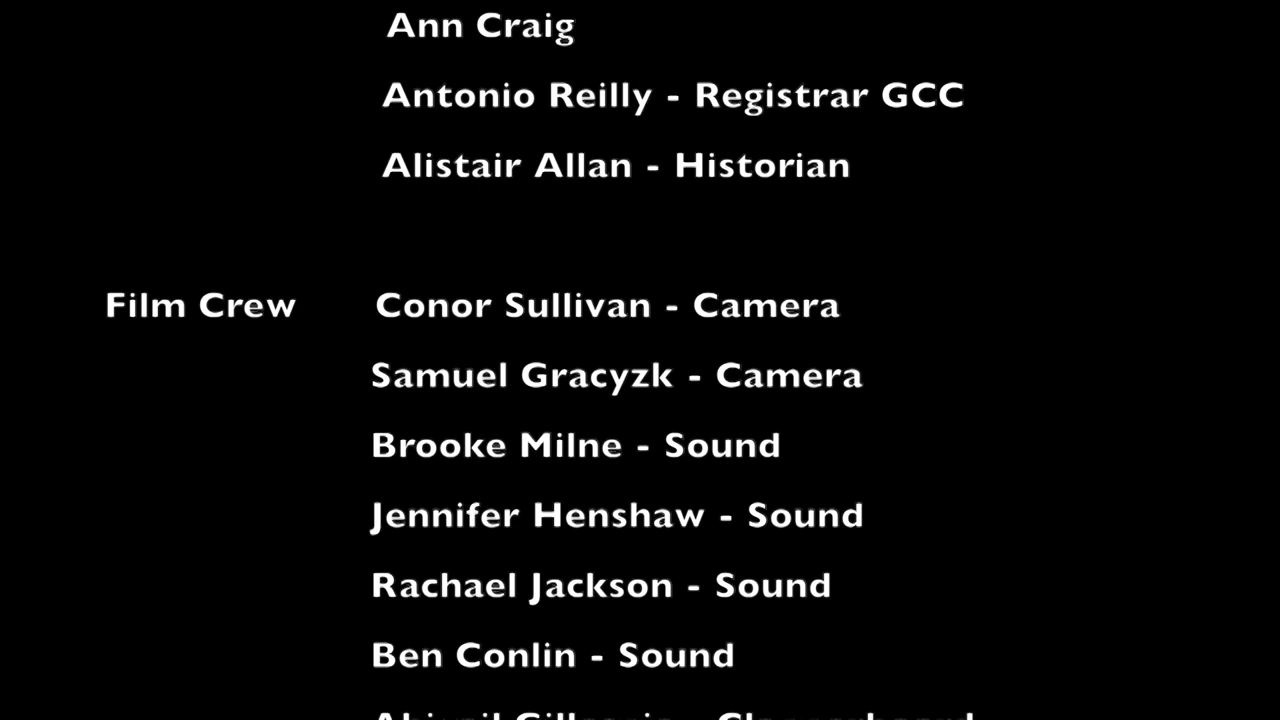 Ann Craig
Antonio Reilly - Registrar GCC
Alistair Allan - Historian
Film Crew Conor Sullivan - Camera
Samuel Gracyzk - Camera
Brooke Milne - Sound
Jennifer Henshaw - Sound
Rachael Jackson - Sound
Ben Conlin - Sound